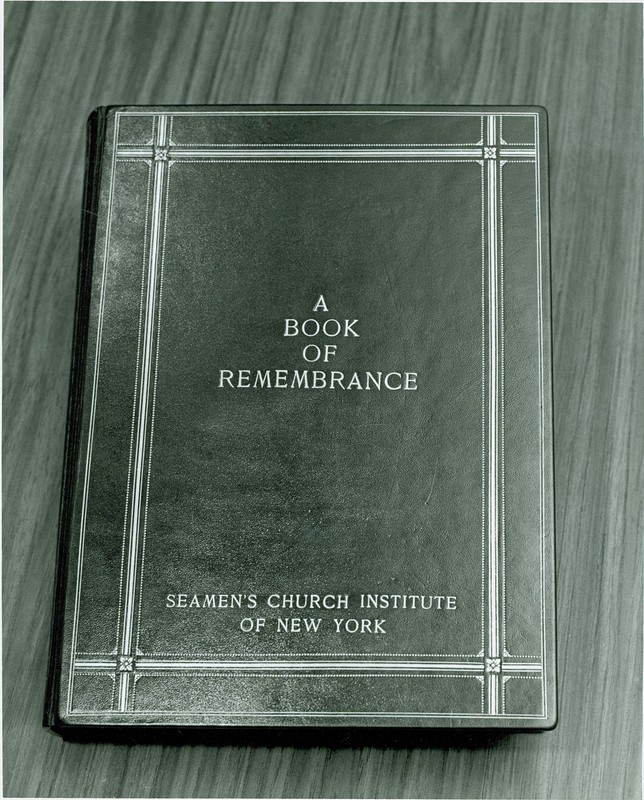 A
BOOK
OF
REMEMBRANCE
SEAMEN'S CHURCH INSTITUTE
OF NEW YORK